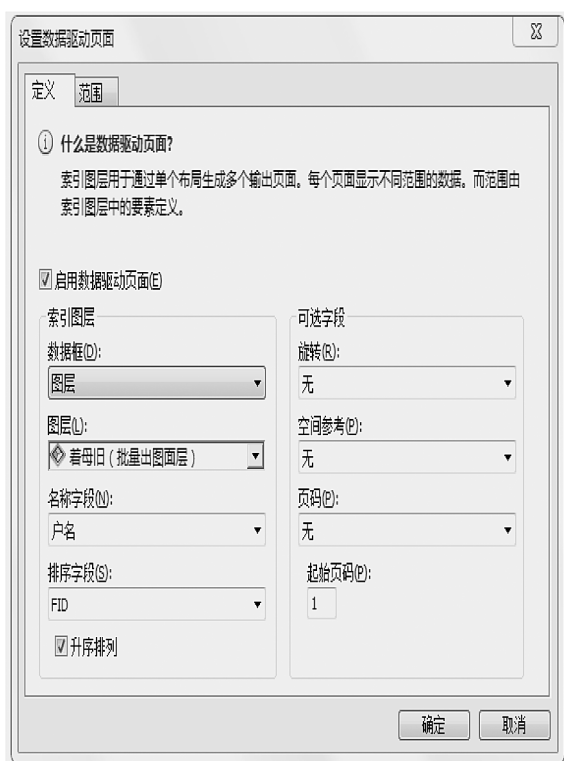 设置数据驱动页面
定义
范围
什么是数据驱动页面?
索引图层用于通过单个布局生成多个输出页面。每个页面显示不同范围的数据。而范围由
索引图层中的要素定义。
启用数据驱动页面(E)
索引图层
数据框(D):
图层
图层(L):
着母旧(批量出图面层)
名称字段(N):
户名
排序字段(S):
FID
升序排列
可选字段
旋转(R):
无
空间参考(P):
无
页码(P):
无
起始页码(P):
1
确定
取消